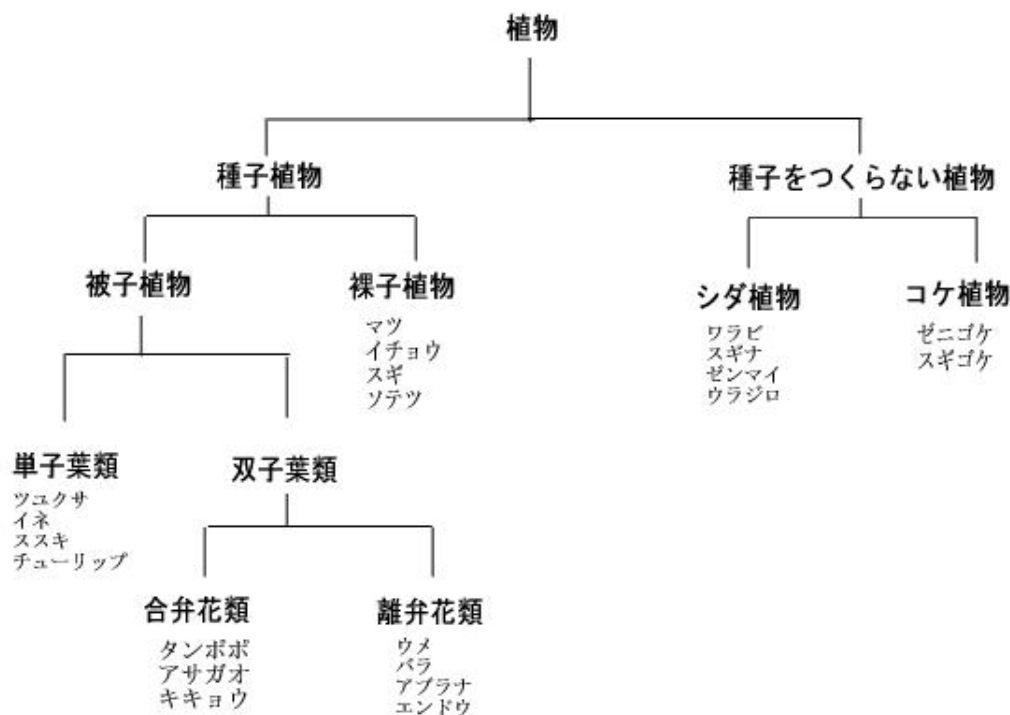 植物
種子植物
種子をつくらない植物
被子植物
裸子植物
マツ
イチョウ
スギ
ソテツ
シダ植物
ワラビ
スギナ
ゼンマイ
ウラジロ
コケ植物
ゼニゴケ
スギゴケ
単子葉類
ツユクサ
イネ
ススキ
チューリップ
双子葉類
合弁花類
タンポポ
アサガオ
キキョウ
離弁花類
ウメ
バラ
アブラナ
エンドウ